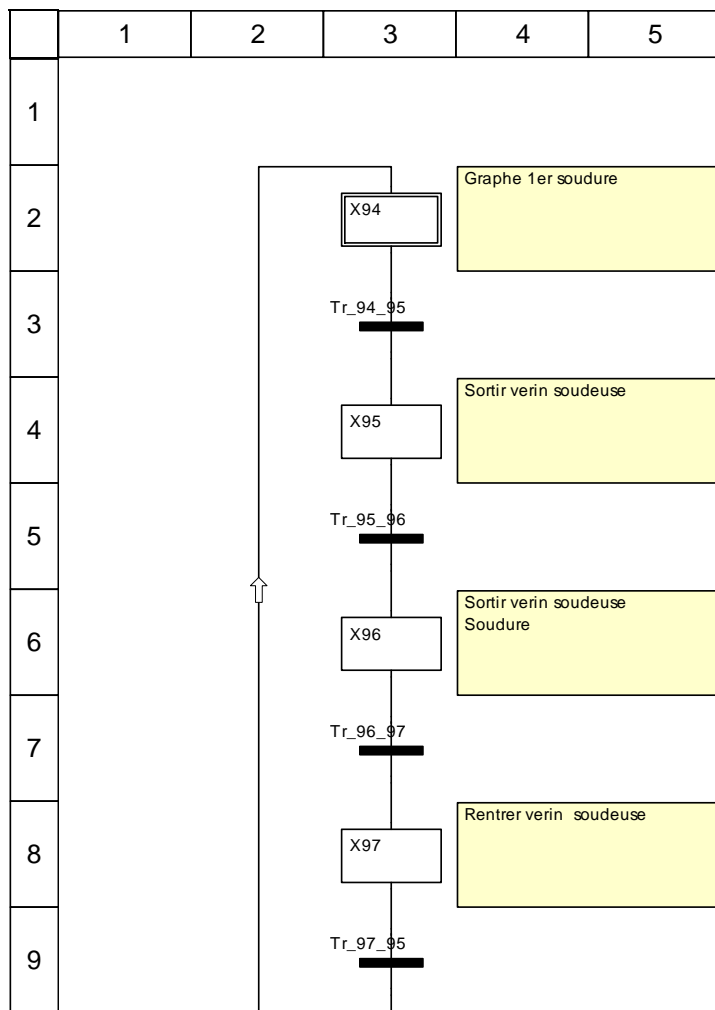 1 2 3 4 5
1
2
X94
Graphe 1er soudure
3
Tr_94_95
4
X95
Sortir verin soudeuse
5
Tr_95_96
6
X96
Sortir verin soudeuse
Soudure
7
Tr_96_97
8
X97
Rentrer verin soudeuse
9
Tr_97_95